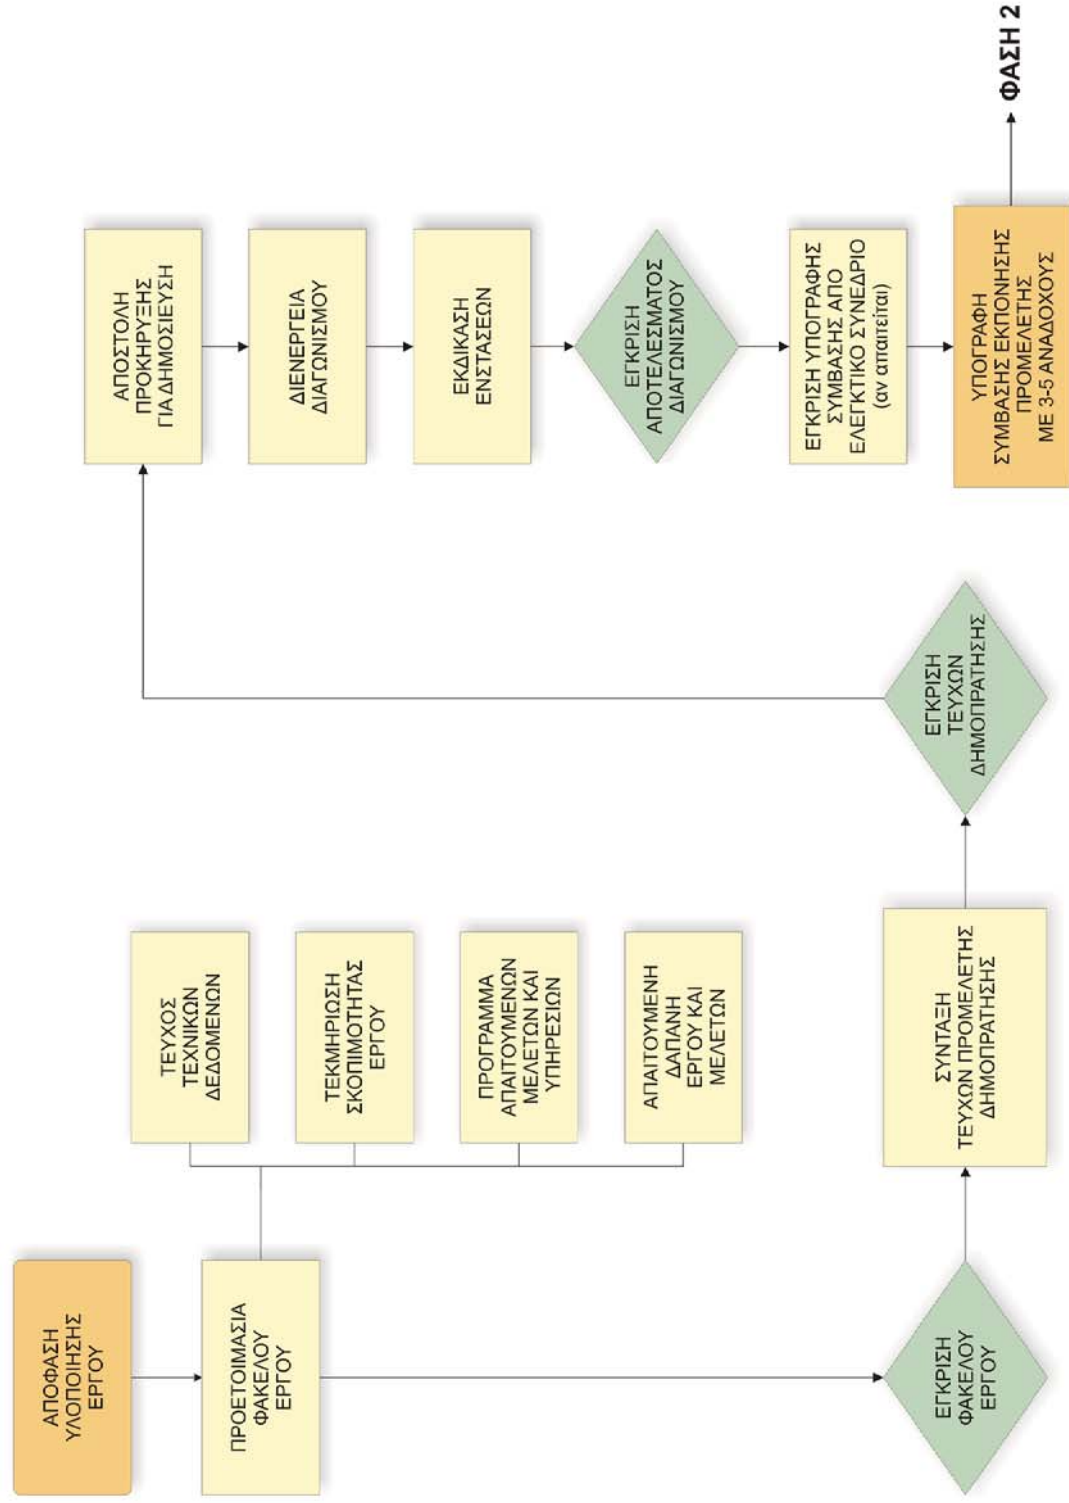 ΑΠΟΦΑΣΗ
ΥΛΟΠΟΙΗΣΗΣ
ΕΡΓΟΥ
ΠΡΟΕΤΟΙΜΑΣΙΑ
ΦΑΚΕΛΟΥ
ΕΡΓΟΥ
ΤΕΥΧΟΣ
ΤΕΧΝΙΚΩΝ
ΔΕΔΟΜΕΝΩΝ
ΤΕΚΜΗΡΙΩΣΗ
ΣΚΟΠΙΜΟΤΗΤΑΣ
ΕΡΓΟΥ
ΠΡΟΓΡΑΜΜΑ
ΑΠΑΙΤΟΥΜΕΝΩΝ
ΜΕΛΕΤΩΝ ΚΑΙ
ΥΠΗΡΕΣΙΩΝ
ΑΠΑΙΤΟΥΜΕΝΗ
ΔΑΠΑΝΗ
ΕΡΓΟΥ ΚΑΙ
ΜΕΛΕΤΩΝ
ΕΓΚΡΙΣΗ
ΦΑΚΕΛΟΥ
ΕΡΓΟΥ
ΣΥΝΤΑΞΗ
ΤΕΥΧΩΝ ΠΡΟΜΕΛΕΤΗΣ
ΔΗΜΟΠΡΑΤΗΣΗΣ
ΕΓΚΡΙΣΗ
ΤΕΥΧΩΝ
ΔΗΜΟΠΡΑΤΗΣΗΣ
ΑΠΟΣΤΟΛΗ
ΠΡΟΚΗΡΥΞΗΣ
ΓΙΑ ΔΗΜΟΣΙΕΥΣΗ
ΔΙΕΝΕΡΓΕΙΑ
ΔΙΑΓΩΝΙΣΜΟΥ
ΕΚΔΙΚΑΣΗ
ΕΝΣΤΑΣΕΩΝ
ΕΓΚΡΙΣΗ
ΑΠΟΤΕΛΕΣΜΑΤΟΣ
ΔΙΑΓΩΝΙΣΜΟΥ
ΕΓΚΡΙΣΗ ΥΠΟΓΡΑΦΗΣ
ΣΥΜΒΑΣΗΣ ΑΠΟ
ΕΛΕΓΚΤΙΚΟ ΣΥΝΕΔΡΙΟ
(αν απαιτείται)
ΥΠΟΓΡΑΦΗ
ΣΥΜΒΑΣΗΣ ΕΚΠΟΝΗΣΗΣ
ΠΡΟΜΕΛΕΤΗΣ
ΜΕ 3-5 ΑΝΑΔΟΧΟΥΣ
ΦΑΣΗ 2